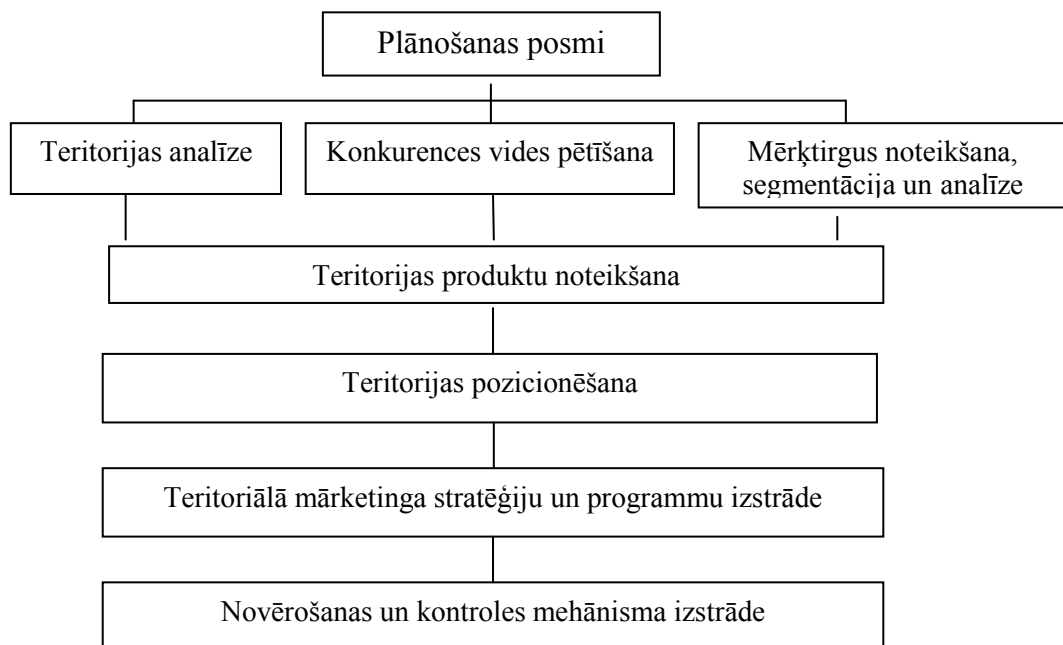 Plānošanas posmi
Teritorijas analīze
Konkurences vides pētīšana
Mērķtirgus noteikšana,
segmentācija un analīze
Teritorijas produktu noteikšana
Teritorijas pozicionēšana
Teritoriālā mārketinga stratēģiju un programmu izstrāde
Novērošanas un kontroles mehānisma izstrāde